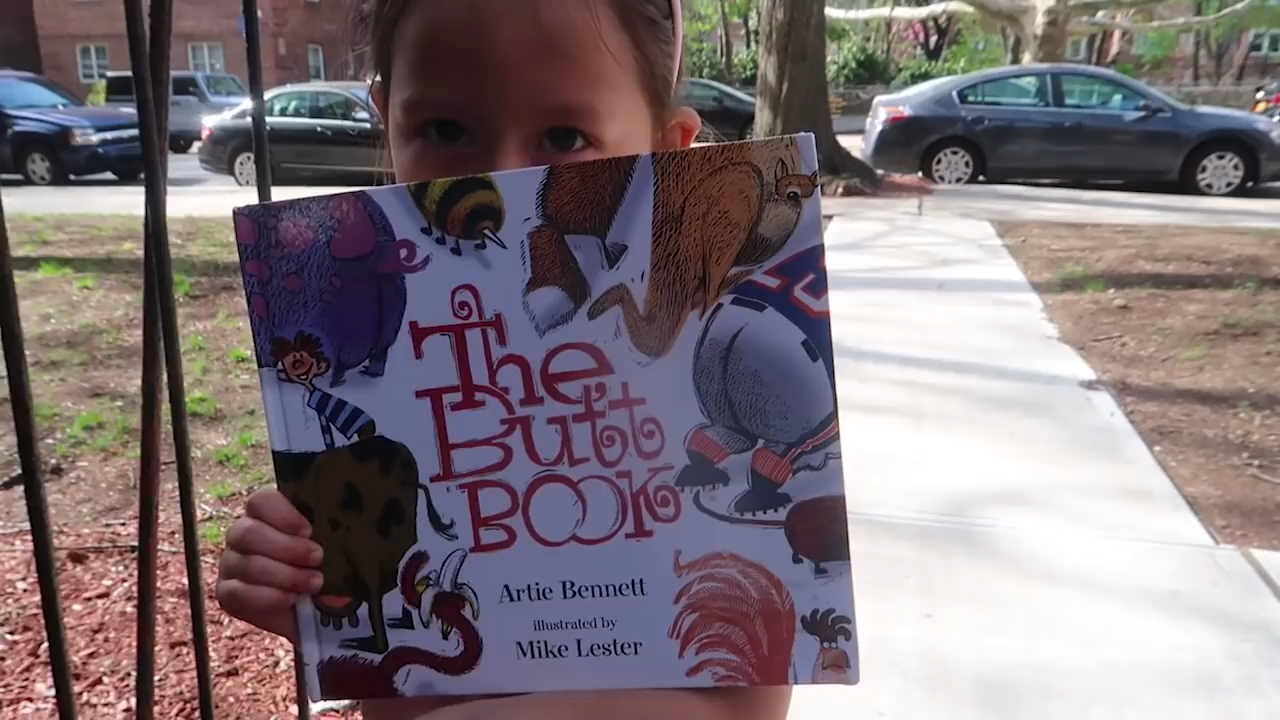 The
Butt
BOOK
Artie Bennett
illustrated by
Mike Lester